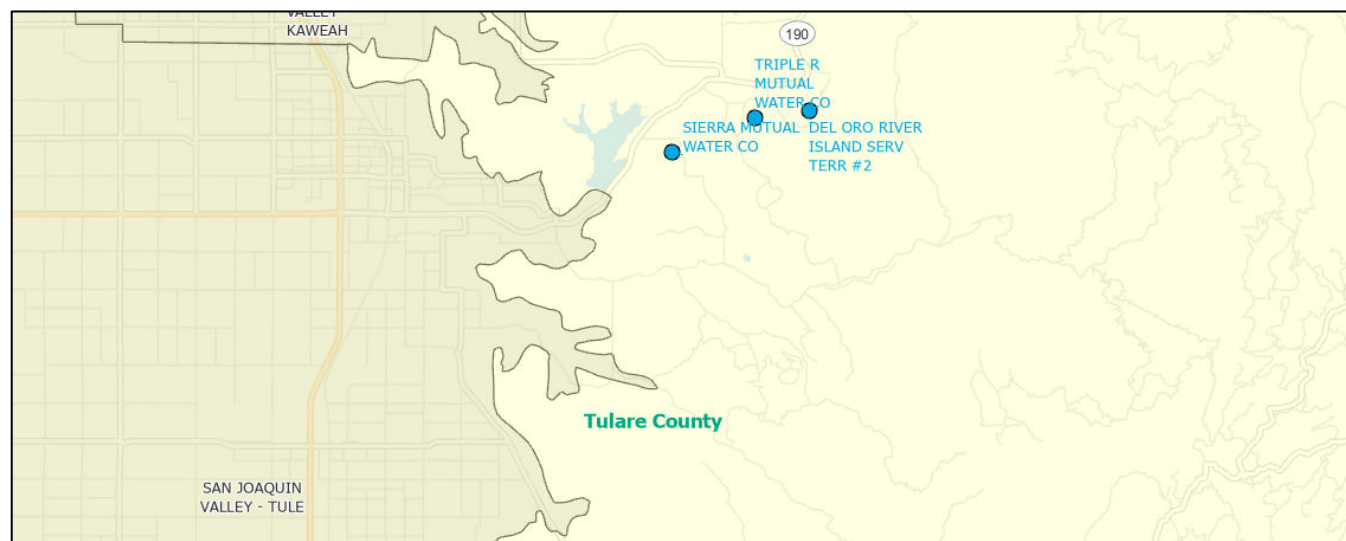 VALLEY
KAWEAH
190
TRIPLE R
MUTUAL
WATER CO
SIERRA MUTUAL
WATER CO
DEL ORO RIVER
ISLAND SERV
TERR #2
Tulare County
SAN JOAQUIN
VALLEY - TULE